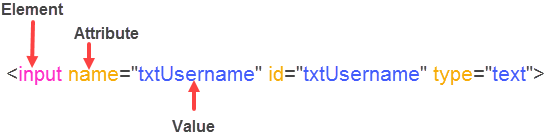 Element
Attribute
<input name="txtUsername" id="txtUsername" type="text">
Value